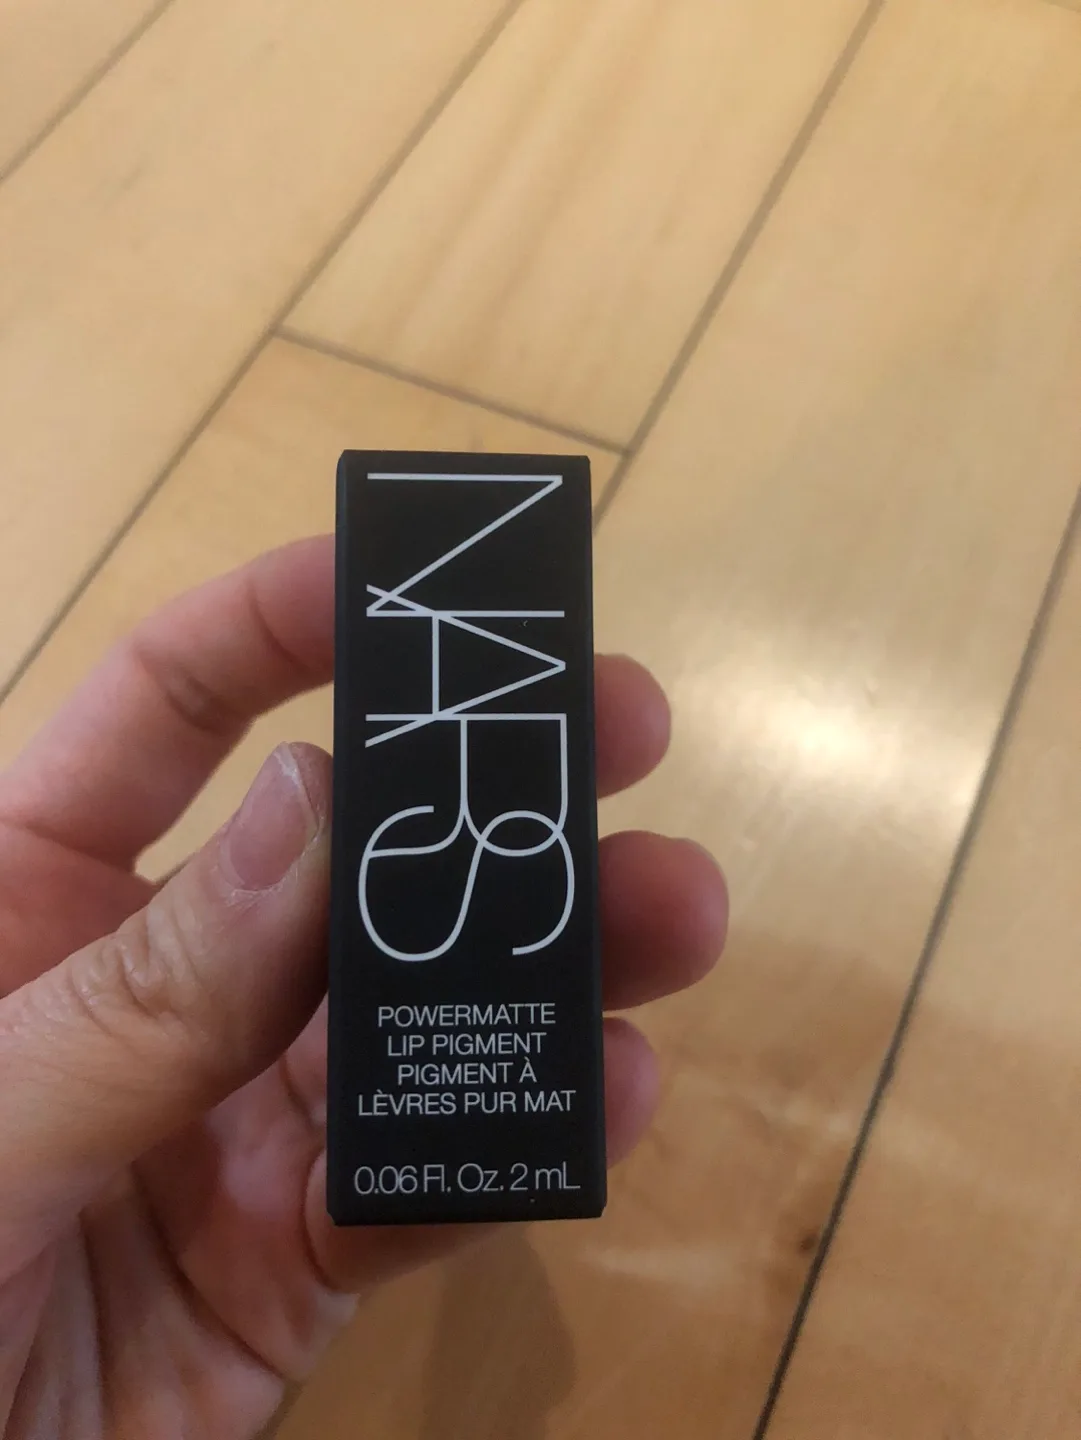 NARS
POWERMATTE
LIP PIGMENT
PIGMENT À
LÈVRES PUR MAT
0.06 Fl. Oz. 2 mL